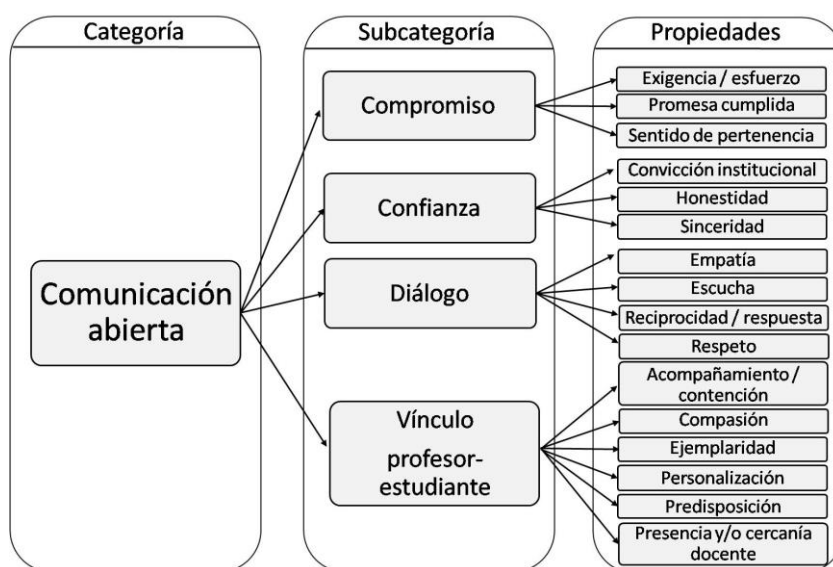 Categoría
Subcategoría
Propiedades
Comunicación
abierta
Compromiso
Confianza
Diálogo
Vínculo
profesor-
estudiante
Exigencia / esfuerzo
Promesa cumplida
Sentido de pertenencia
Convicción institucional
Honestidad
Sinceridad
Empatía
Escucha
Reciprocidad / respuesta
Respeto
Acompañamiento /
contención
Compasión
Ejemplaridad
Personalización
Predisposición
Presencia y/o cercanía
docente